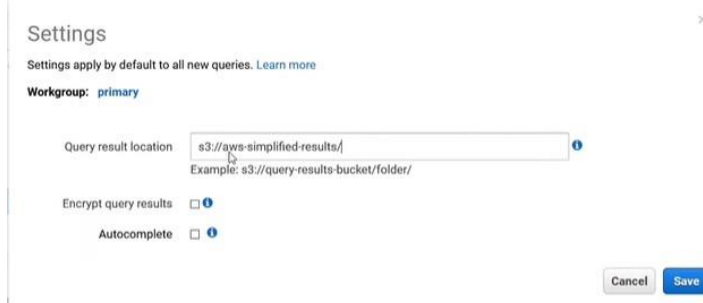 Settings
Settings apply by default to all new queries. Learn more
Workgroup: primary
Query result location s3://aws-simplified-results/
Example: s3://query-results-bucket/folder/
Encrypt query results
Autocomplete
Cancel Save